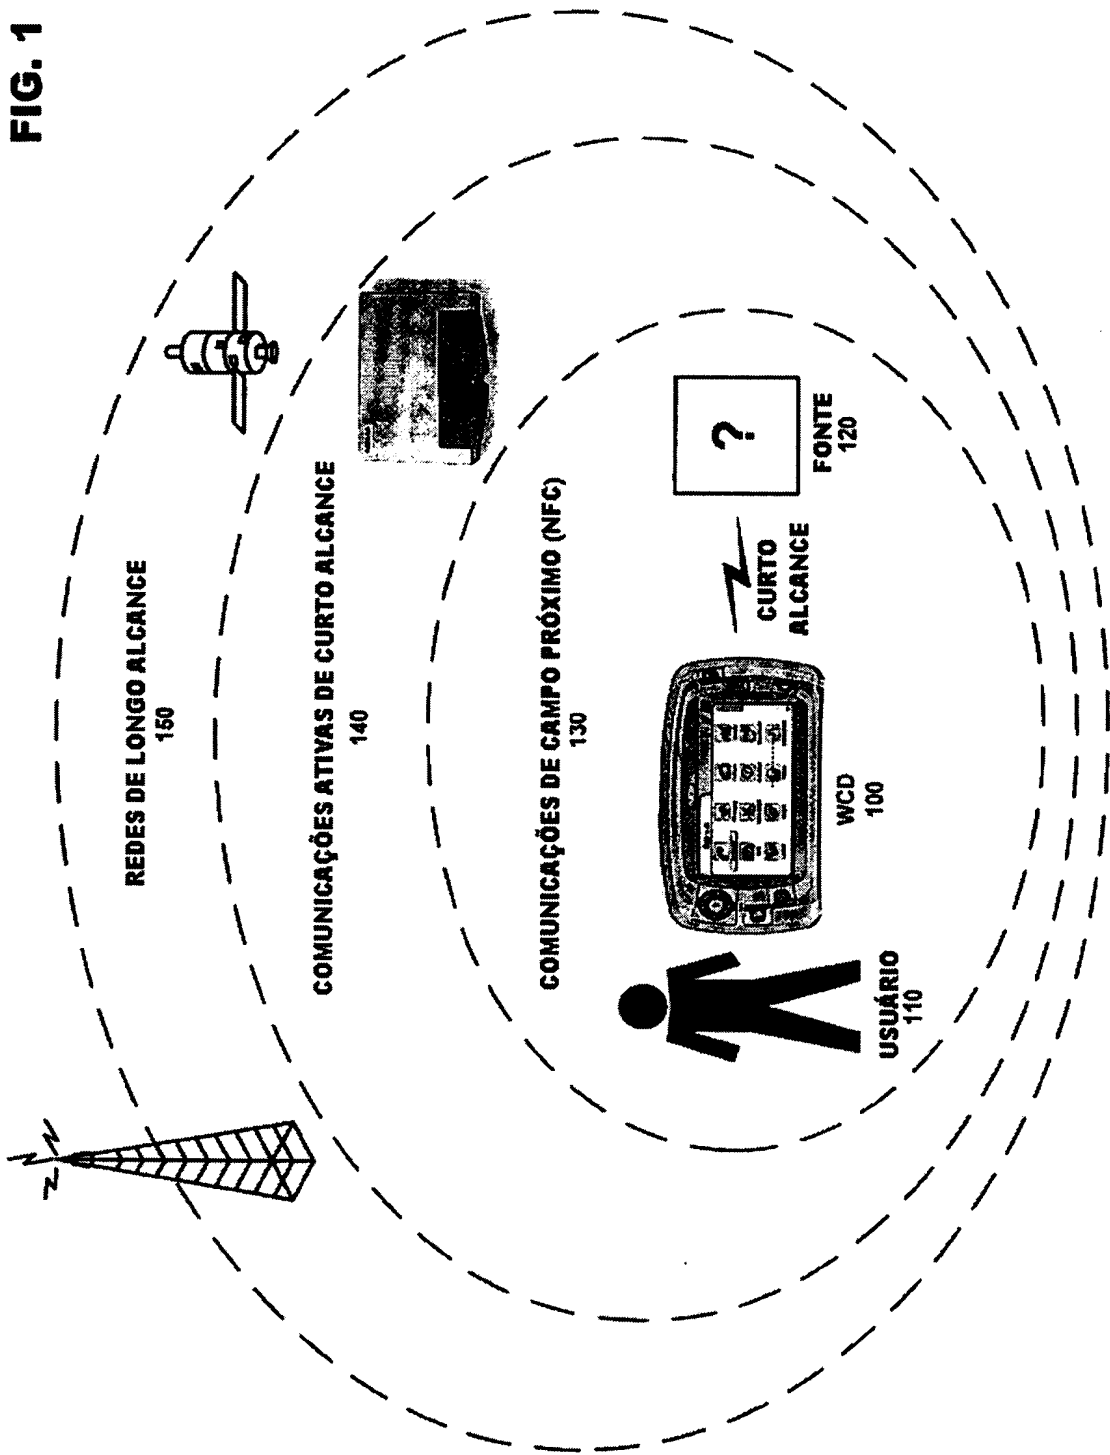 FIG. 1
REDES DE LONGO ALCANCE
150
COMUNICAÇÕES ATIVAS DE CURTO ALCANCE
140
COMUNICAÇÕES DE CAMPO PRÓXIMO (NFC)
130
?
CURTO
ALCANCE
FONTE
120
WCD
100
USUÁRIO
110